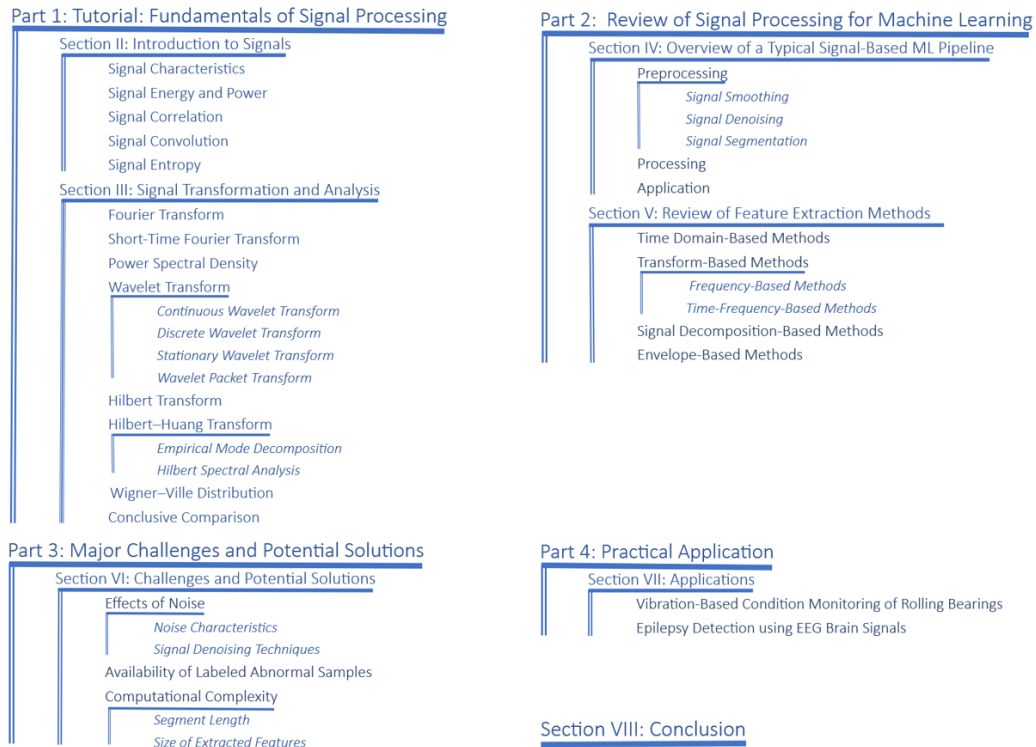 Part 1: Tutorial: Fundamentals of Signal Processing
Section II: Introduction to Signals
Signal Characteristics
Signal Energy and Power
Signal Correlation
Signal Convolution
Signal Entropy
Section III: Signal Transformation and Analysis
Fourier Transform
Short-Time Fourier Transform
Power Spectral Density
Wavelet Transform
Continuous Wavelet Transform
Discrete Wavelet Transform
Stationary Wavelet Transform
Wavelet Packet Transform
Hilbert Transform
Hilbert–Huang Transform
Empirical Mode Decomposition
Hilbert Spectral Analysis
Wigner–Ville Distribution
Conclusive Comparison
Part 2: Review of Signal Processing for Machine Learning
Section IV: Overview of a Typical Signal-Based ML Pipeline
Preprocessing
Signal Smoothing
Signal Denoising
Signal Segmentation
Processing
Application
Section V: Review of Feature Extraction Methods
Time Domain-Based Methods
Transform-Based Methods
Frequency-Based Methods
Time-Frequency-Based Methods
Signal Decomposition-Based Methods
Envelope-Based Methods
Part 3: Major Challenges and Potential Solutions
Section VI: Challenges and Potential Solutions
Effects of Noise
Noise Characteristics
Signal Denoising Techniques
Availability of Labeled Abnormal Samples
Computational Complexity
Segment Length
Size of Extracted Features
Part 4: Practical Application
Section VII: Applications
Vibration-Based Condition Monitoring of Rolling Bearings
Epilepsy Detection using EEG Brain Signals
Section VIII: Conclusion